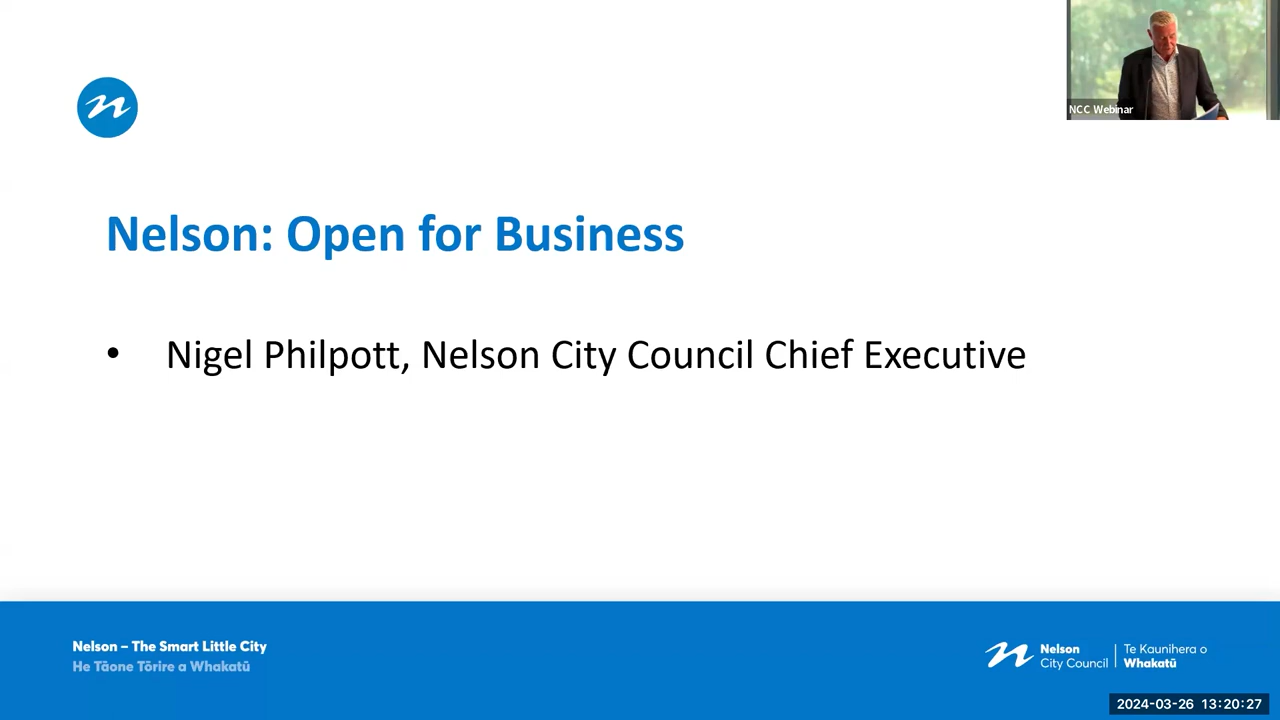 NCC Webinar
Nelson: Open for Business
• Nigel Philpott, Nelson City Council Chief Executive
Nelson – The Smart Little City
He Tāone Tōrire a Whakatū
Nelson
City Council
Te Kaunihera o
Whakatū
2024-03-26 13:20:27